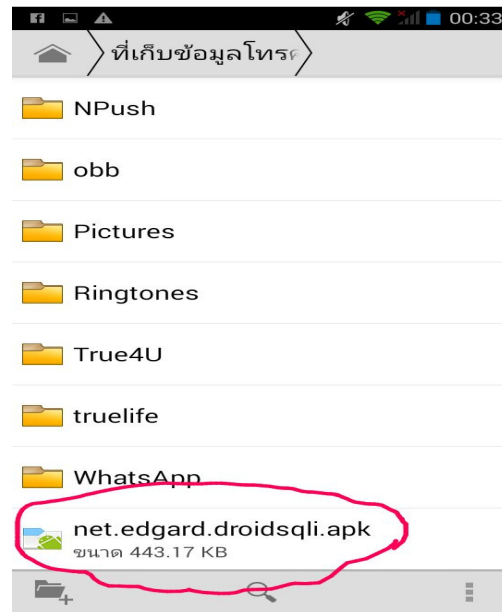 00:33
ที่เก็บข้อมูลโทรศ
NPush
obb
Pictures
Ringtones
True4U
truelife
WhatsApp
net.edgard.droidsqli.apk
ขนาด 443.17 KB